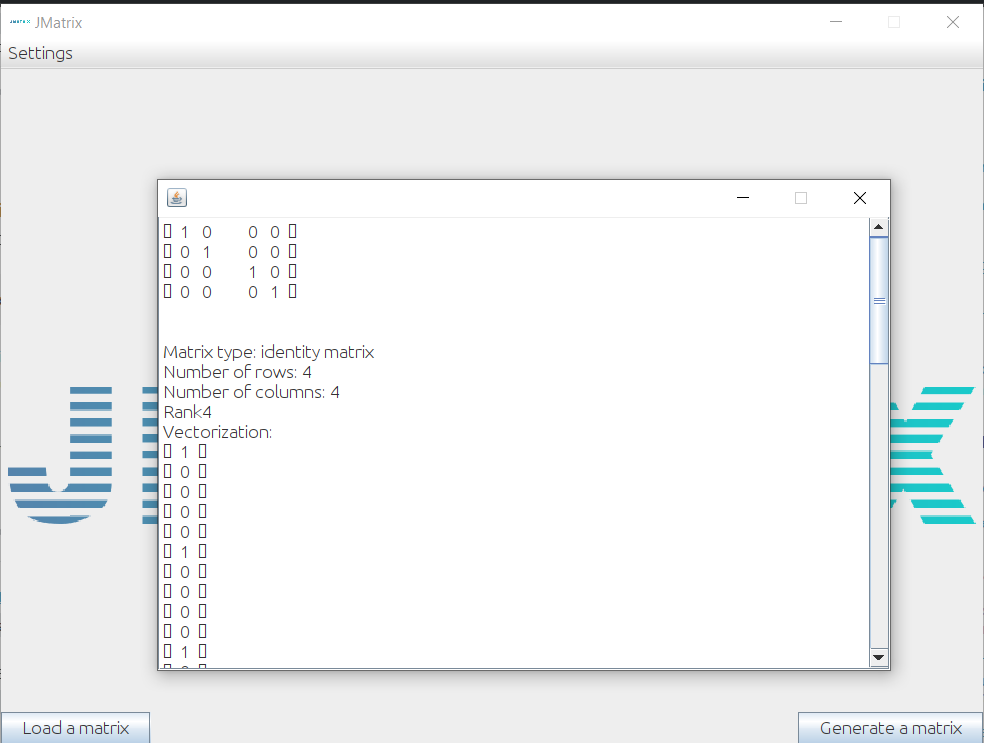 JMatrix
Settings
▯ 1 0 0 0 ▯
▯ 0 1 0 0 ▯
▯ 0 0 1 0 ▯
▯ 0 0 0 1 ▯
Matrix type: identity matrix
Number of rows: 4
Number of columns: 4
Rank4
Vectorization:
▯ 1 ▯
▯ 0 ▯
▯ 0 ▯
▯ 0 ▯
▯ 0 ▯
▯ 1 ▯
▯ 0 ▯
▯ 0 ▯
▯ 0 ▯
▯ 0 ▯
▯ 1 ▯
Load a matrix
Generate a matrix